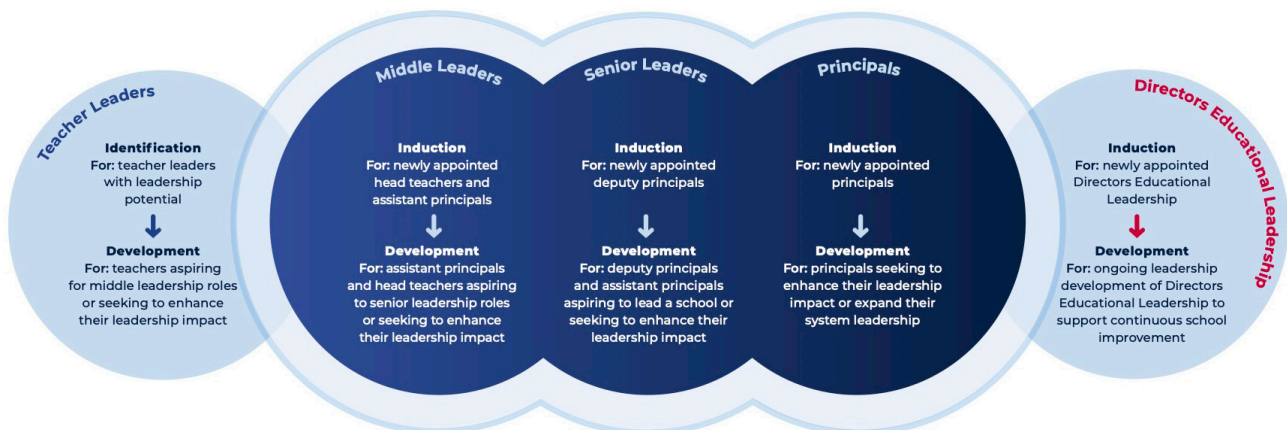 Teacher Leaders
Identification
For: teacher leaders
with leadership
potential
Development
For: teachers aspiring
for middle leadership roles
or seeking to enhance
their leadership impact
Middle Leaders
Induction
For: newly appointed
head teachers and
assistant principals
Development
For: assistant principals
and head teachers aspiring
to senior leadership roles
or seeking to enhance
their leadership impact
Senior Leaders
Induction
For: newly appointed
deputy principals
Development
For: deputy principals
and assistant principals
aspiring to lead a school or
seeking to enhance their
leadership impact
Principals
Induction
For: newly appointed
principals
Development
For: principals seeking to
enhance their leadership
impact or expand their
system leadership
Directors Educational Leadership
Induction
For: newly appointed
Directors Educational
Leadership
Development
For: ongoing leadership
development of Directors
Educational Leadership to
support continuous school
improvement